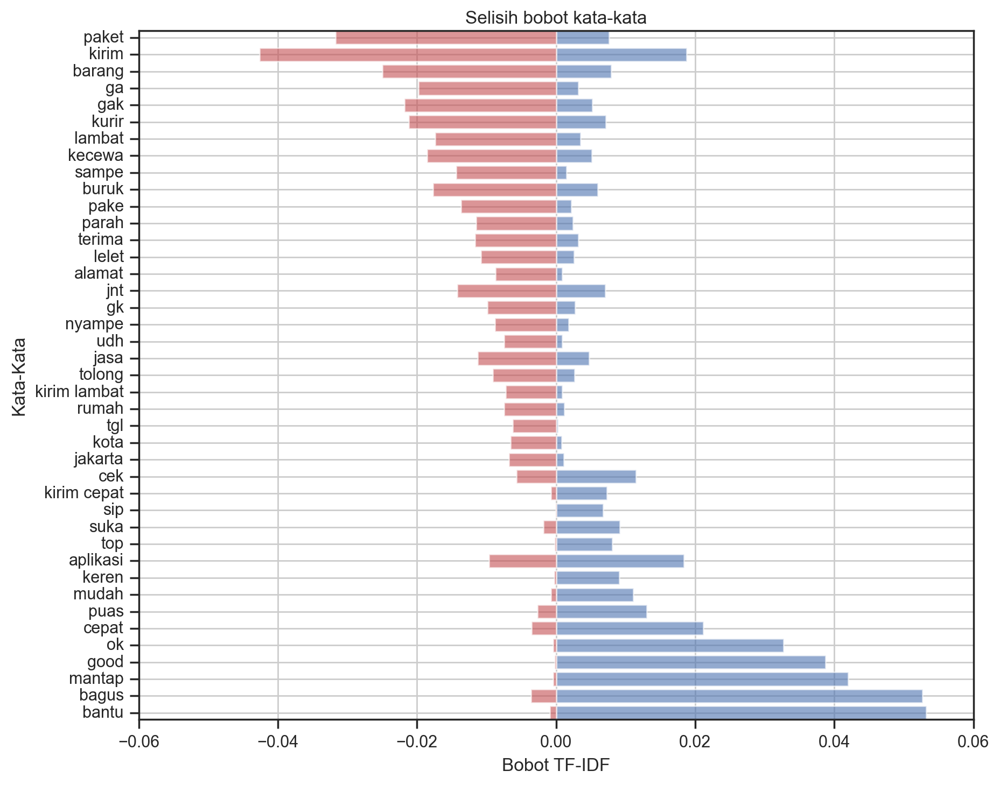 Selisih bobot kata-kata
paket
kirim
barang
ga
gak
kurir
lambat
kecewa
sampe
buruk
pake
parah
terima
lelet
alamat
jnt
gk
nyampe
udh
jasa
tolong
kirim lambat
rumah
tgl
kota
jakarta
cek
kirim cepat
sip
suka
top
aplikasi
keren
mudah
puas
cepat
ok
good
mantap
bagus
bantu
Kata-Kata
−0.06 −0.04 −0.02 0.00 0.02 0.04 0.06
Bobot TF-IDF